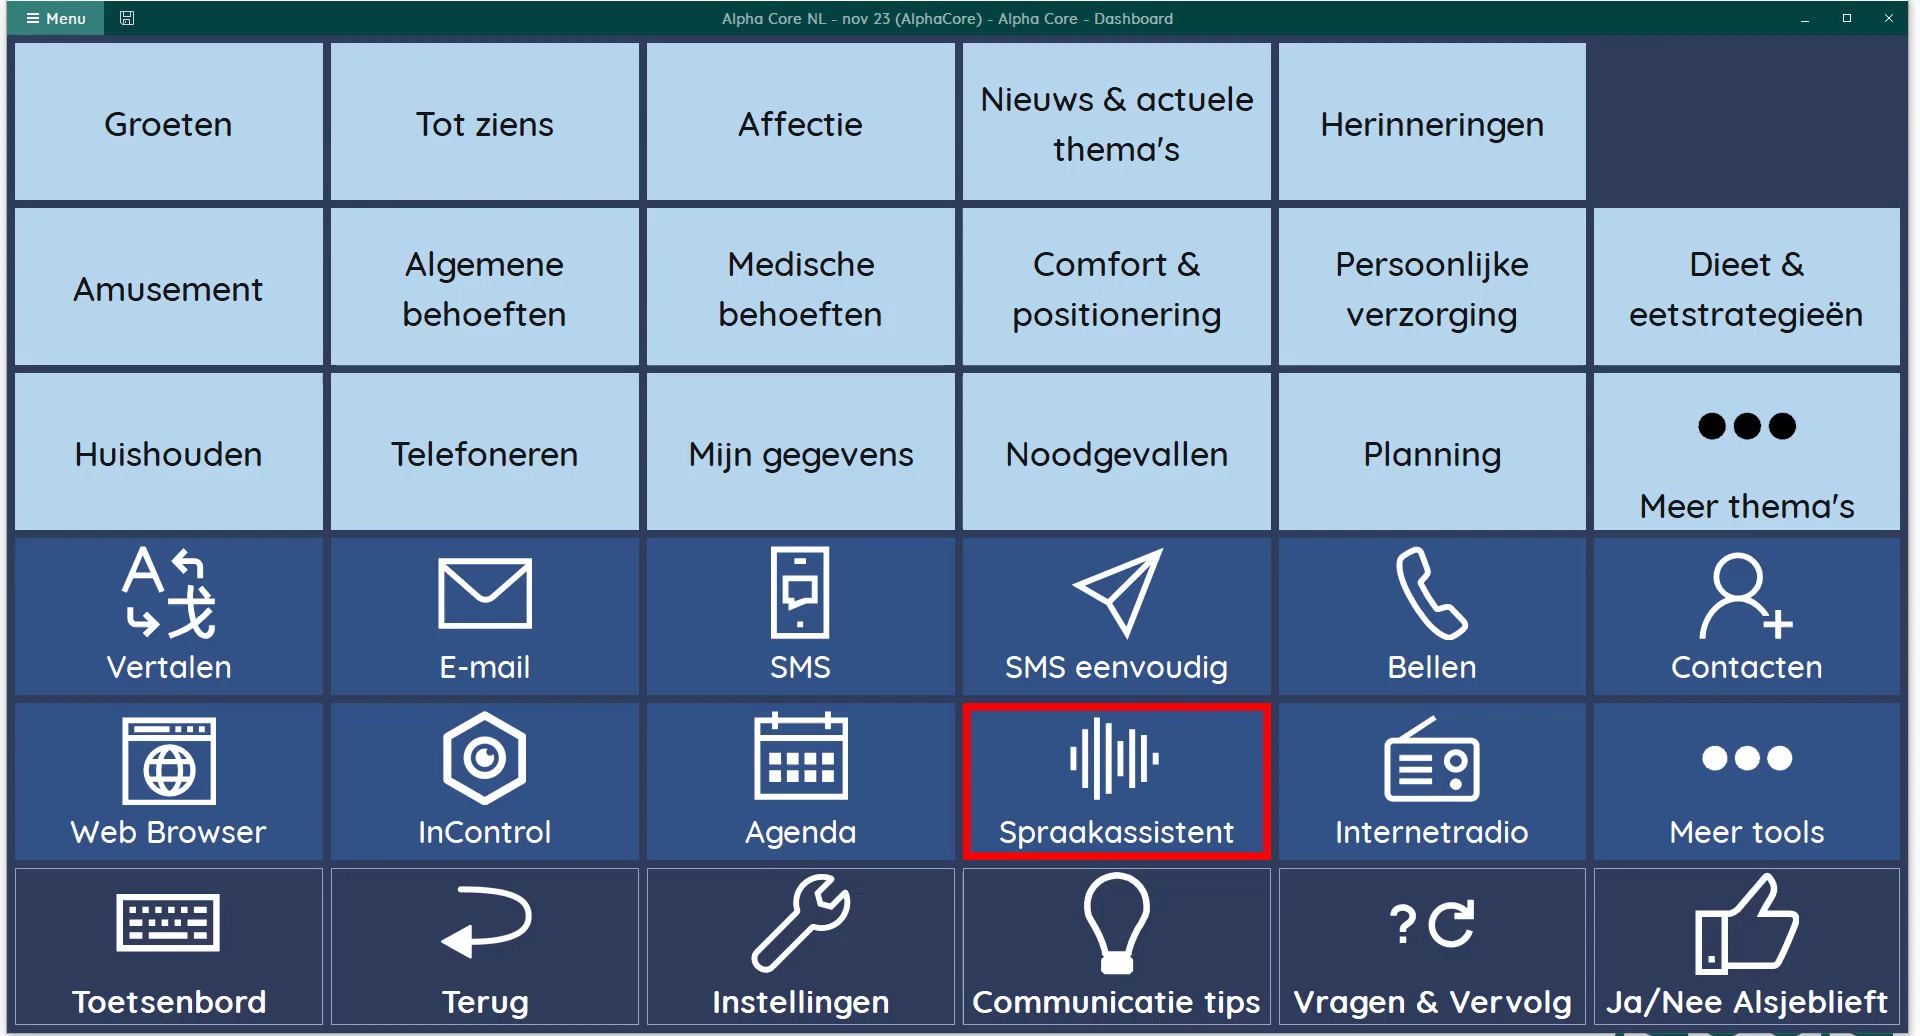 Menu
Alpha Core NL - nov 23 (AlphaCore) - Alpha Core - Dashboard
Groeten
Tot ziens
Affectie
Nieuws & actuele
thema's
Herinneringen
Amusement
Algemene
behoeften
Medische
behoeften
Comfort &
positionering
Persoonlijke
verzorging
Dieet &
eetstrategieën
Huishouden
Telefoneren
Mijn gegevens
Noodgevallen
Planning
Meer thema's
Vertalen
E-mail
SMS
SMS eenvoudig
Bellen
Contacten
Web Browser
InControl
Agenda
Spraakassistent
Internetradio
Meer tools
Toetsenbord
Terug
Instellingen
Communicatie tips
?
Vragen & Vervolg
Ja/Nee Alsjeblieft